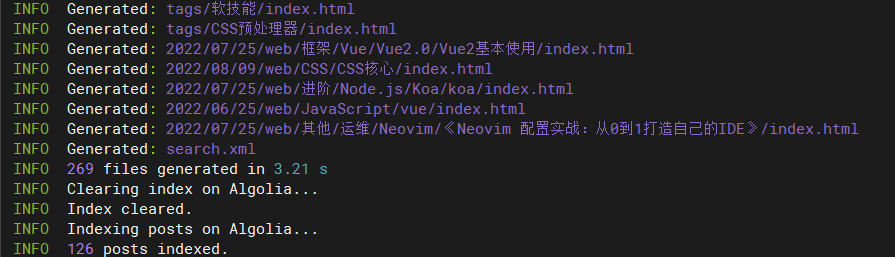 INFO  Generated: tags/软技能/index.html
INFO  Generated: tags/CSS预处理器/index.html
INFO  Generated: 2022/07/25/web/框架/Vue/Vue2.0/Vue2基本使用/index.html
INFO  Generated: 2022/08/09/web/CSS/CSS核心/index.html
INFO  Generated: 2022/07/25/web/进阶/Node.js/Koa/koa/index.html
INFO  Generated: 2022/06/25/web/JavaScript/vue/index.html
INFO  Generated: 2022/07/25/web/其他/运维/Neovim/《Neovim 配置实战：从0到1打造自己的IDE》/index.html
INFO  Generated: search.xml
INFO  269 files generated in 3.21 s
INFO  Clearing index on Algolia...
INFO  Index cleared.
INFO  Indexing posts on Algolia...
INFO  126 posts indexed.